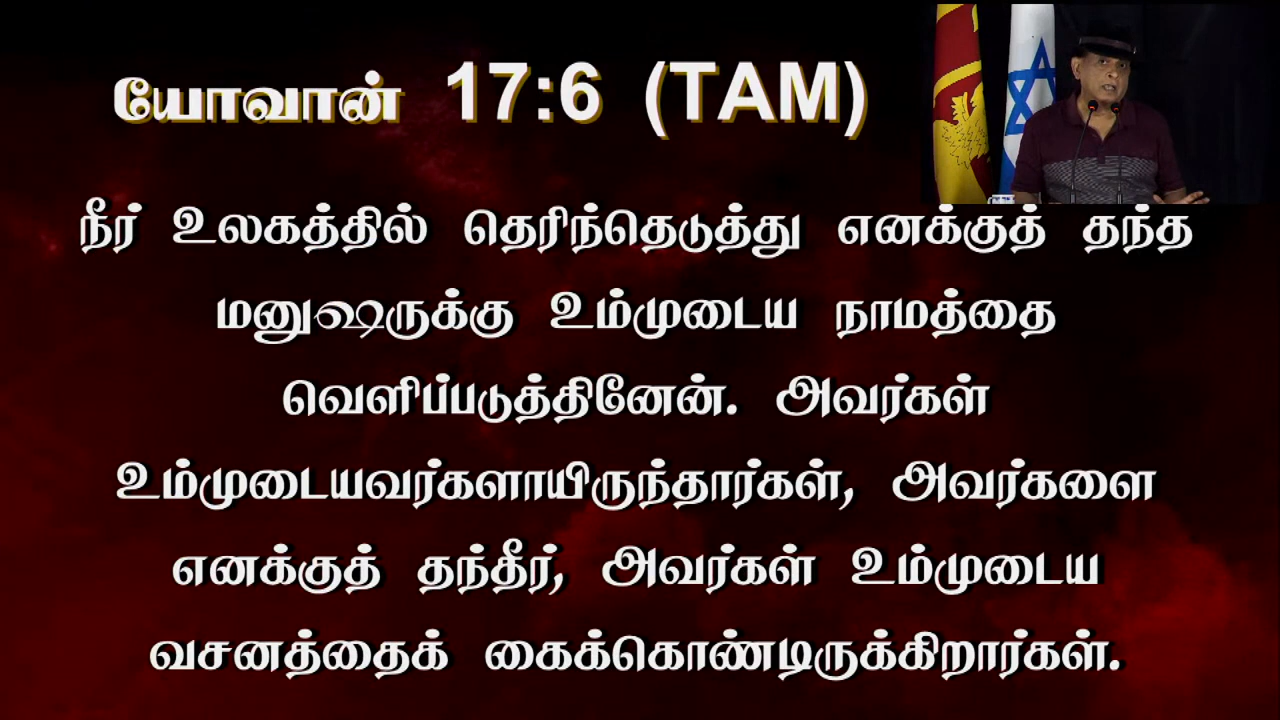 யோவான் 17:6 (TAM)
நீர் உலகத்தில் தெரிந்தெடுத்து எனக்குத் தந்த
மனுஷருக்கு உம்முடைய நாமத்தை
வெளிப்படுத்தினேன். அவர்கள்
உம்முடையவர்களாயிருந்தார்கள், அவர்களை
எனக்குத் தந்தீர், அவர்கள் உம்முடைய
வசனத்தைக் கைக்கொண்டிருக்கிறார்கள்.